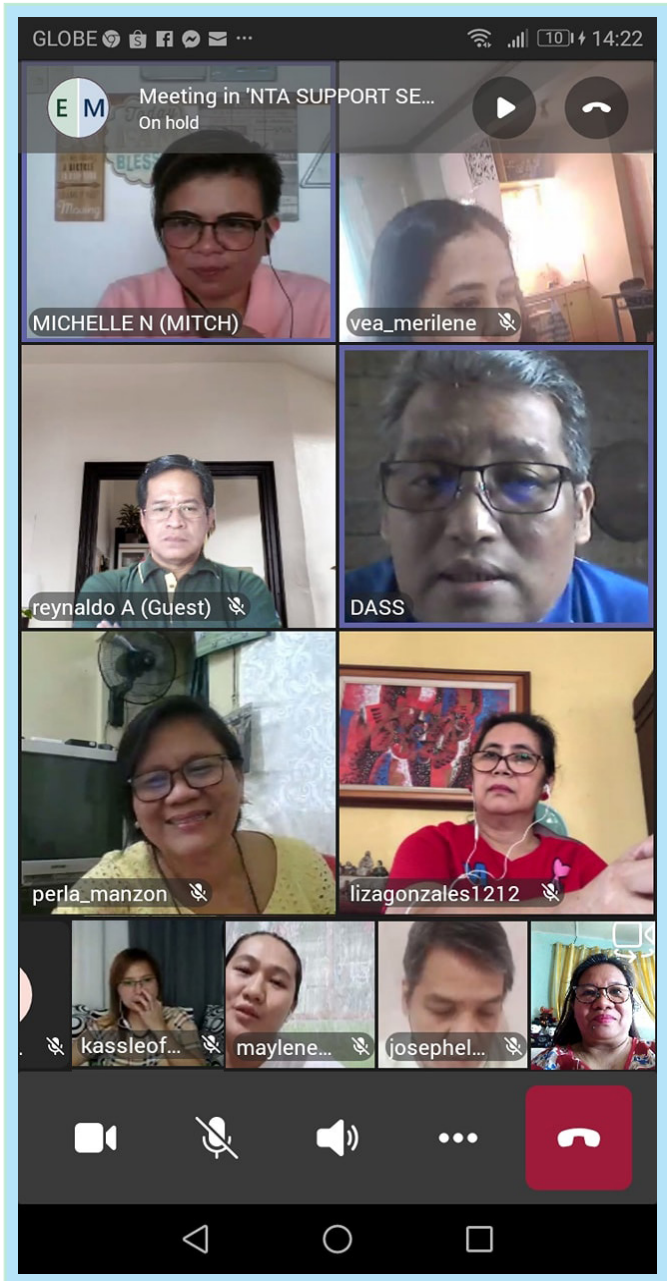 GLOBE
10
14:22
E M
Meeting in 'NTA SUPPORT SE...
On hold
BLESS
MICHELLE N (MITCH)
vea_merilene
reynaldo A (Guest)
DASS
perla_manzon
lizagonzales1212
kassleof...
maylene...
josephel...